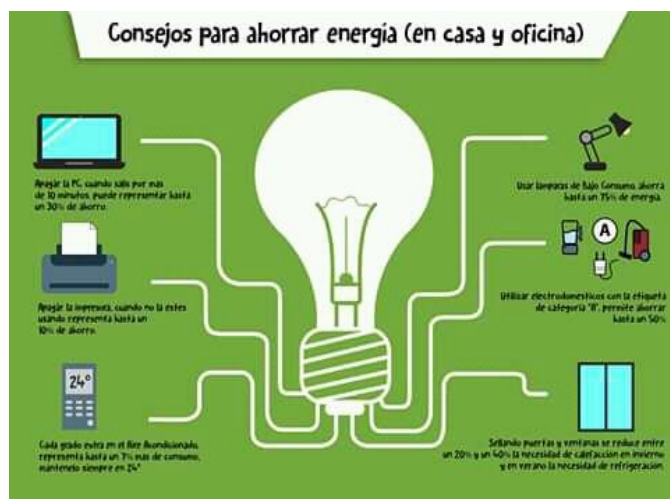 Consejos para ahorrar energía (en casa y oficina)
Apagar la PC, cuando salis por mas
de 10 minutos, puede representar hasta
un 30% de ahorro.
Apagar la impresora, cuando no la estes
usando representa hasta un
10% de ahorro.
24°
Cada grado extra en el Aire Acondicionado,
representa hasta un 7% mas de consumo,
mantenelo siempre en 24°
Usar lamparas de Bajo Consumo, ahorra
hasta un 75% de energia.
A
Utilizar electrodomesticos con la etiqueta
de categoria "A", permite ahorrar
hasta un 50%
Sellando puertas y ventanas se reduce entre
un 20% y un 40% la necesidad de calefacción en invierno
y en verano la necesidad de refrigeración.